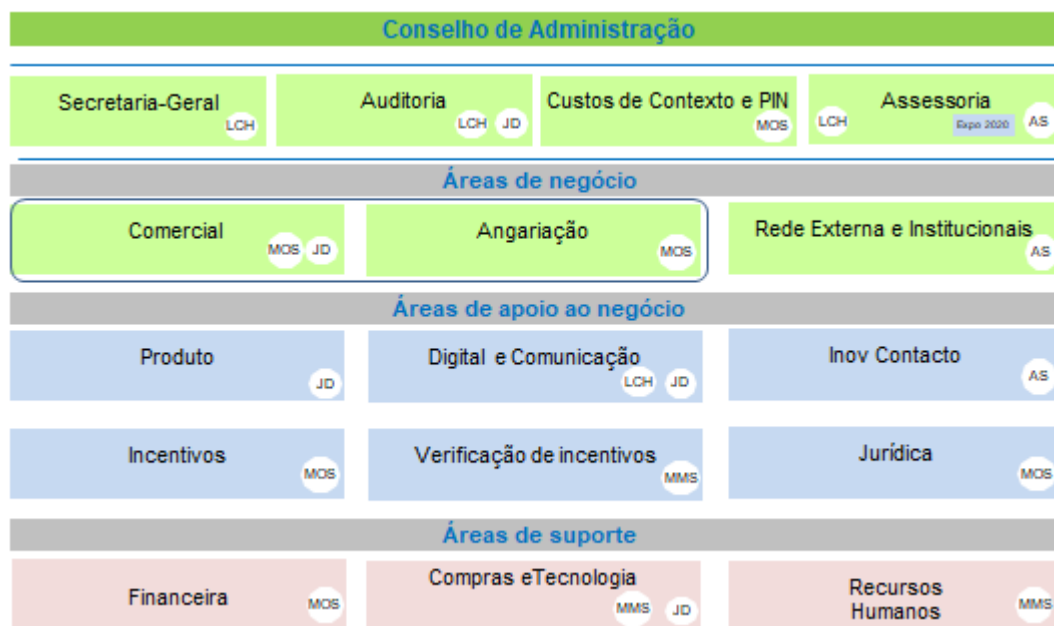 Conselho de Administração
Secretaria-Geral
LCH
Auditoria
LCH JD
Custos de Contexto e PIN
MOS
Assessoria
LCH Expo 2020 AS
Áreas de negócio
Comercial
MOS JD
Angariação
MOS
Rede Externa e Institucionais
AS
Áreas de apoio ao negócio
Produto
JD
Digital e Comunicação
LCH JD
Inov Contacto
AS
Incentivos
MOS
Verificação de incentivos
MMS
Jurídica
MOS
Áreas de suporte
Financeira
MOS
Compras eTecnologia
MMS JD
Recursos
Humanos
MMS